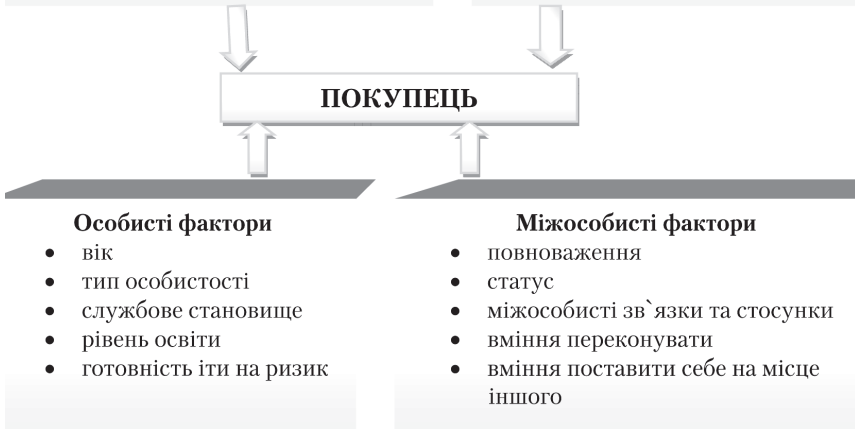 ПОКУПЕЦЬ
Особисті фактори
• вік
• тип особистості
• службове становище
• рівень освіти
• готовність іти на ризик
Міжособисті фактори
• повноваження
• статус
• міжособисті зв`язки та стосунки
• вміння переконувати
• вміння поставити себе на місце
іншого